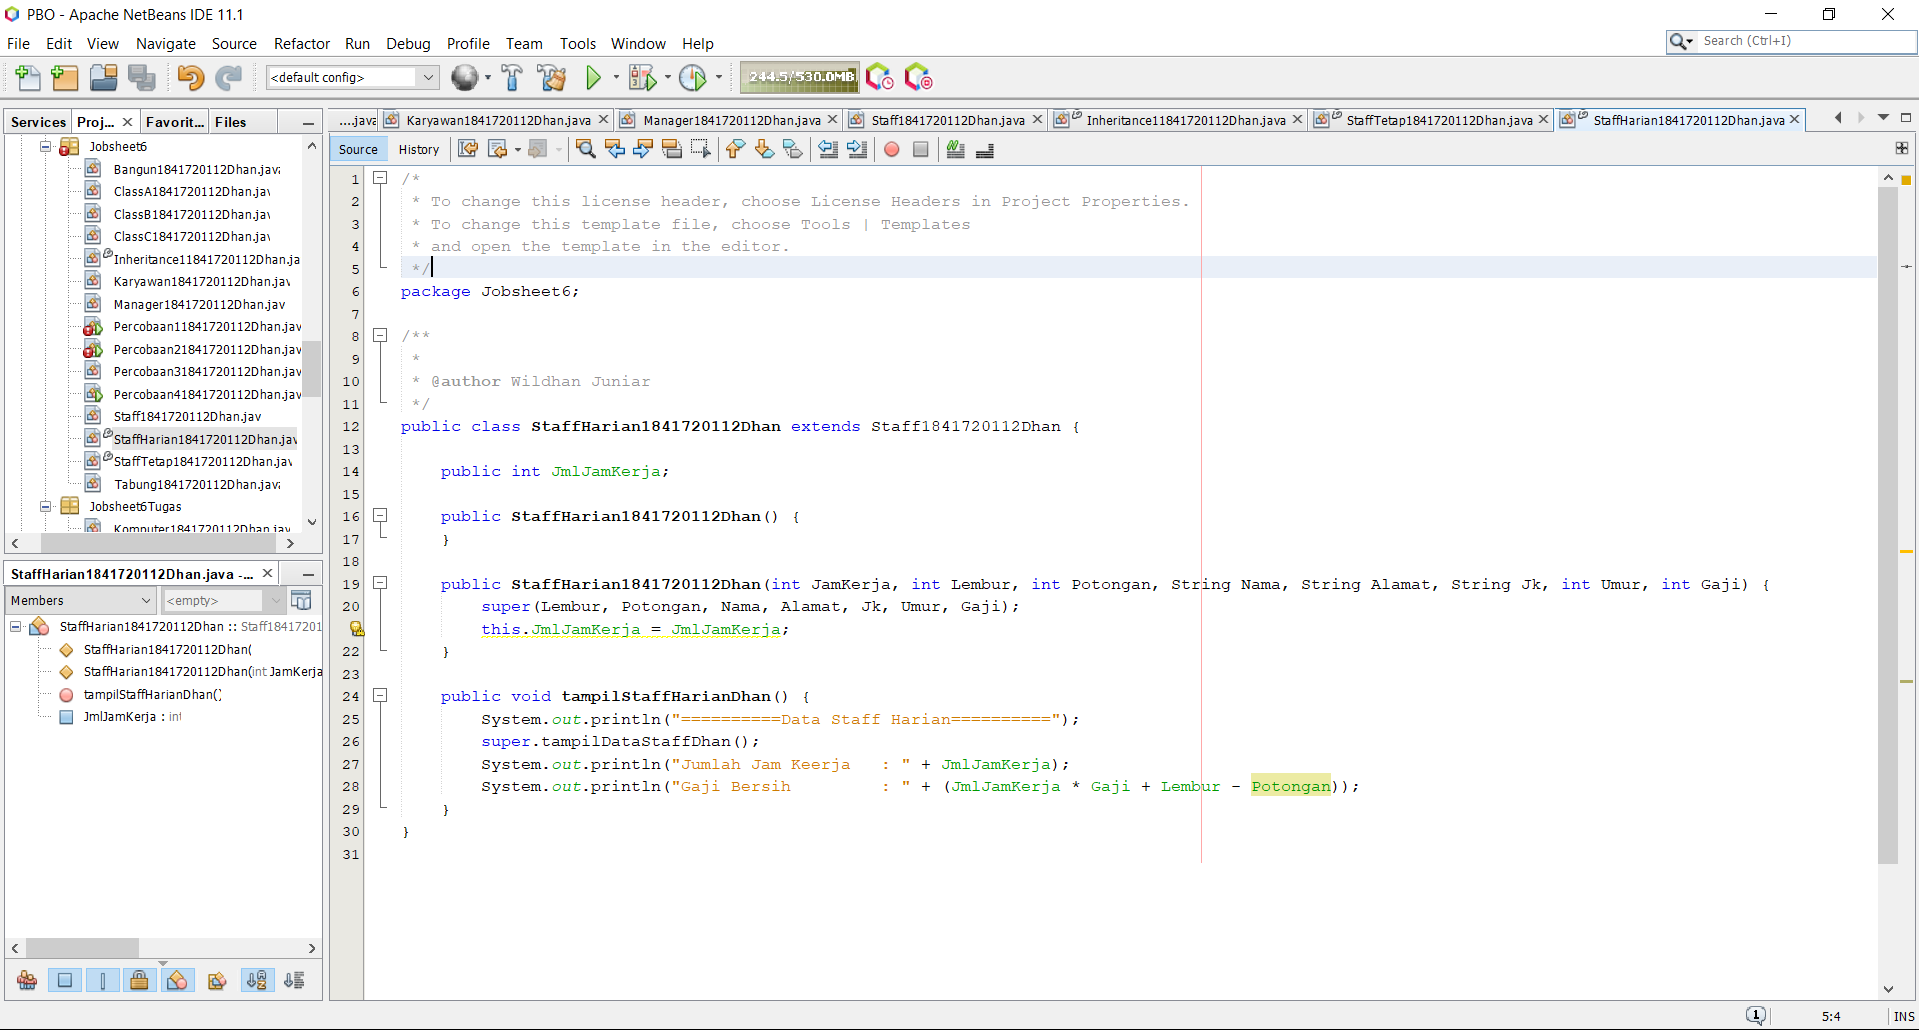 PBO - Apache NetBeans IDE 11.1
File Edit View Navigate Source Refactor Run Debug Profile Team Tools Window Help
Search (Ctrl+I)
<default config>
244.5/530.0MB
Services Proj... Favorit... Files
....java Karyawan1841720112Dhan.java Manager1841720112Dhan.java Staff1841720112Dhan.java Inheritance11841720112Dhan.java StaffTetap1841720112Dhan.java StaffHarian1841720112Dhan.java
Source History
Jobsheet6
Bangun1841720112Dhan.java
ClassA1841720112Dhan.jav
ClassB1841720112Dhan.jav
ClassC1841720112Dhan.jav
Inheritance11841720112Dhan.ja
Karyawan1841720112Dhan.jav
Manager1841720112Dhan.jav
Percobaan11841720112Dhan.jav
Percobaan21841720112Dhan.jav
Percobaan31841720112Dhan.jav
Percobaan41841720112Dhan.jav
Staff1841720112Dhan.jav
StaffHarian1841720112Dhan.jav
StaffTetap1841720112Dhan.jav
Tabung1841720112Dhan.java
Jobsheet6Tugas
Komputer1841720112Dhan.jav
StaffHarian1841720112Dhan.java -...
Members
<empty>
StaffHarian1841720112Dhan :: Staff18417201
StaffHarian1841720112Dhan(
StaffHarian1841720112Dhan(int JamKerja
tampilStaffHarianDhan()
JmlJamKerja : int
1 /*
2 * To change this license header, choose License Headers in Project Properties.
3 * To change this template file, choose Tools | Templates
4 * and open the template in the editor.
5 */
6 package Jobsheet6;
7
8 /**
9 *
10 * @author Wildhan Juniar
11 */
12 public class StaffHarian1841720112Dhan extends Staff1841720112Dhan {
13
14 public int JmlJamKerja;
15
16 public StaffHarian1841720112Dhan() {
17 }
18
19 public StaffHarian1841720112Dhan(int JamKerja, int Lembur, int Potongan, String Nama, String Alamat, String Jk, int Umur, int Gaji) {
20 super(Lembur, Potongan, Nama, Alamat, Jk, Umur, Gaji);
this.JmlJamKerja = JmlJamKerja;
22 }
23
24 public void tampilStaffHarianDhan() {
25 System.out.println("==========Data Staff Harian==========");
26 super.tampilDataStaffDhan();
27 System.out.println("Jumlah Jam Keerja : " + JmlJamKerja);
28 System.out.println("Gaji Bersih : " + (JmlJamKerja * Gaji + Lembur - Potongan));
29 }
30 }
31
1 5:4 INS